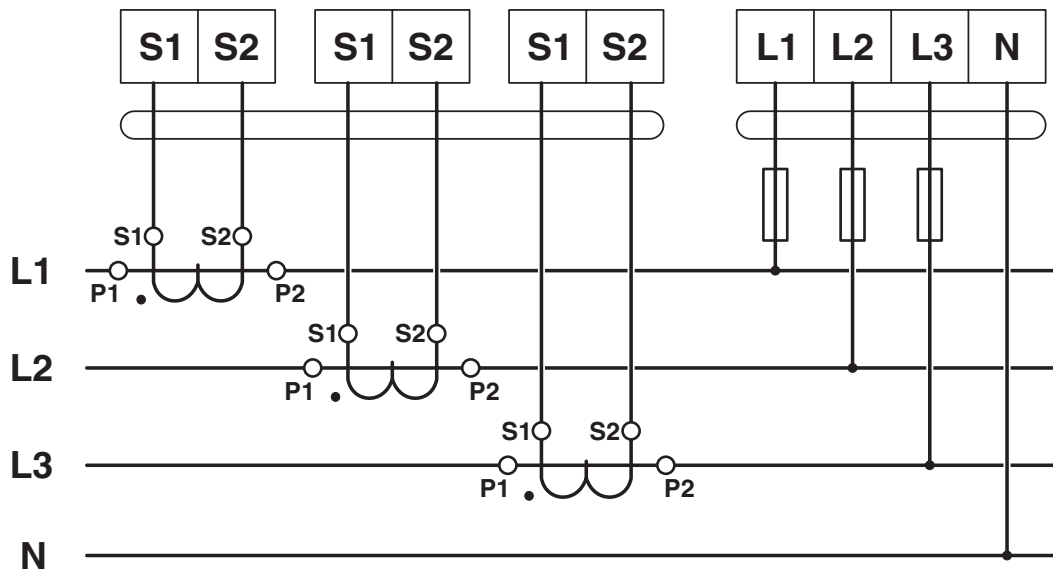 S1 S2 S1 S2 S1 S2 L1 L2 L3 N
S1 S2
L1
P1 P2
S1 S2
L2
P1 P2
S1 S2
L3
P1 P2
N